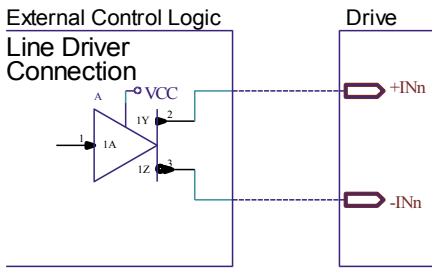 External Control Logic
Drive
Line Driver
Connection
A
VCC
+INn
1Y
2
1
1A
1Z
3
-INn